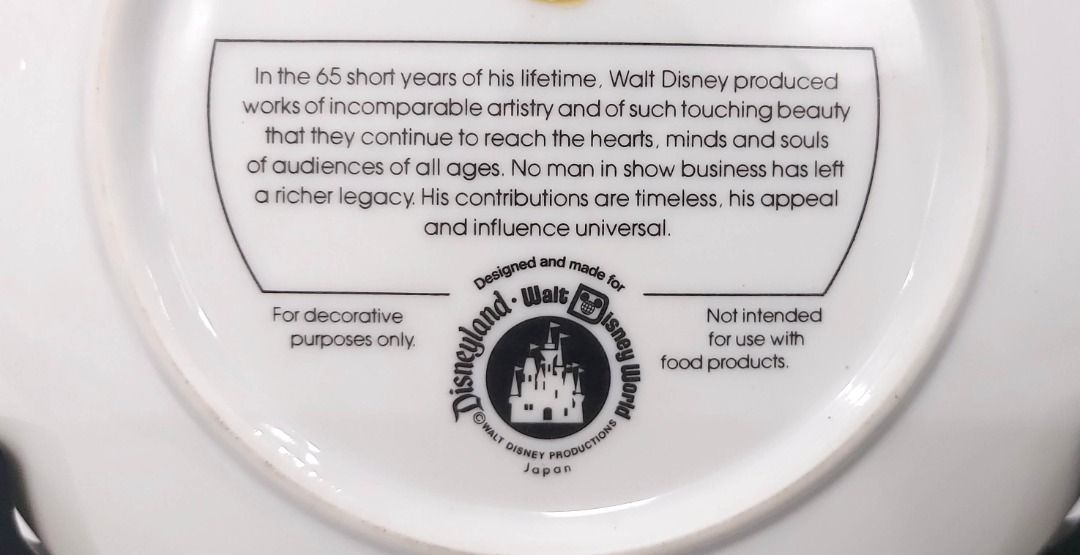 In the 65 short years of his lifetime, Walt Disney produced
works of incomparable artistry and of such touching beauty
that they continue to reach the hearts, minds and souls
of audiences of all ages. No man in show business has left
a richer legacy. His contributions are timeless, his appeal
and influence universal.
Designed and made for
Disneyland · Walt Disney World
©WALT DISNEY PRODUCTIONS
Japan
For decorative
purposes only.
Not intended
for use with
food products.